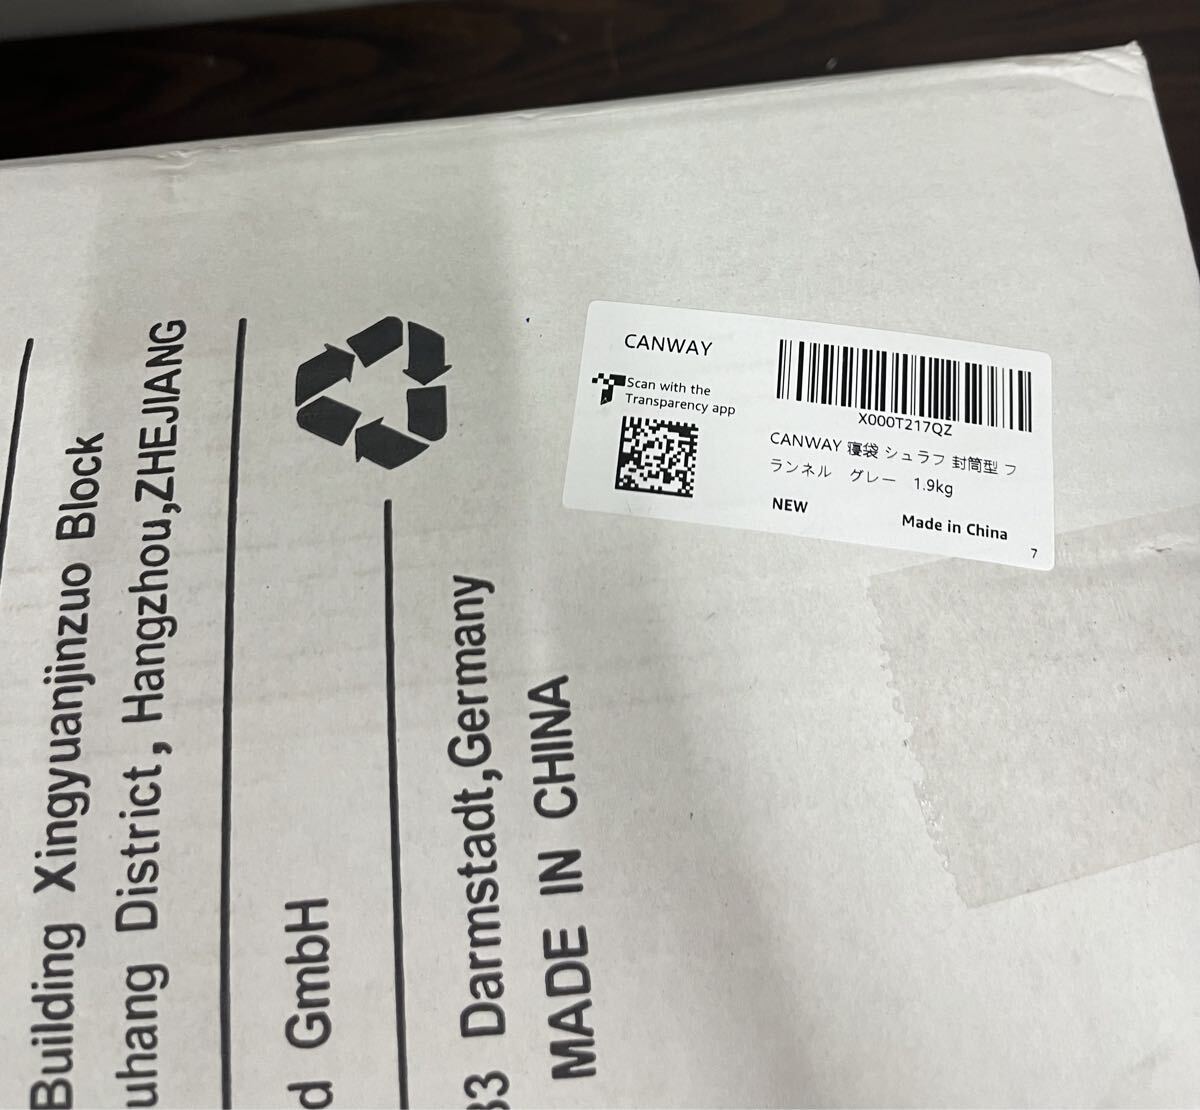 Building Xingyuanjinzuo Block
uhang District, Hangzhou,ZHEJIANG
d GmbH
33 Darmstadt,Germany
MADE IN CHINA
CANWAY
Scan with the
Transparency app
X000T217QZ
CANWAY 寝袋 シュラフ 封筒型 フ
ランネル　グレー　1.9kg
NEW
Made in China
7